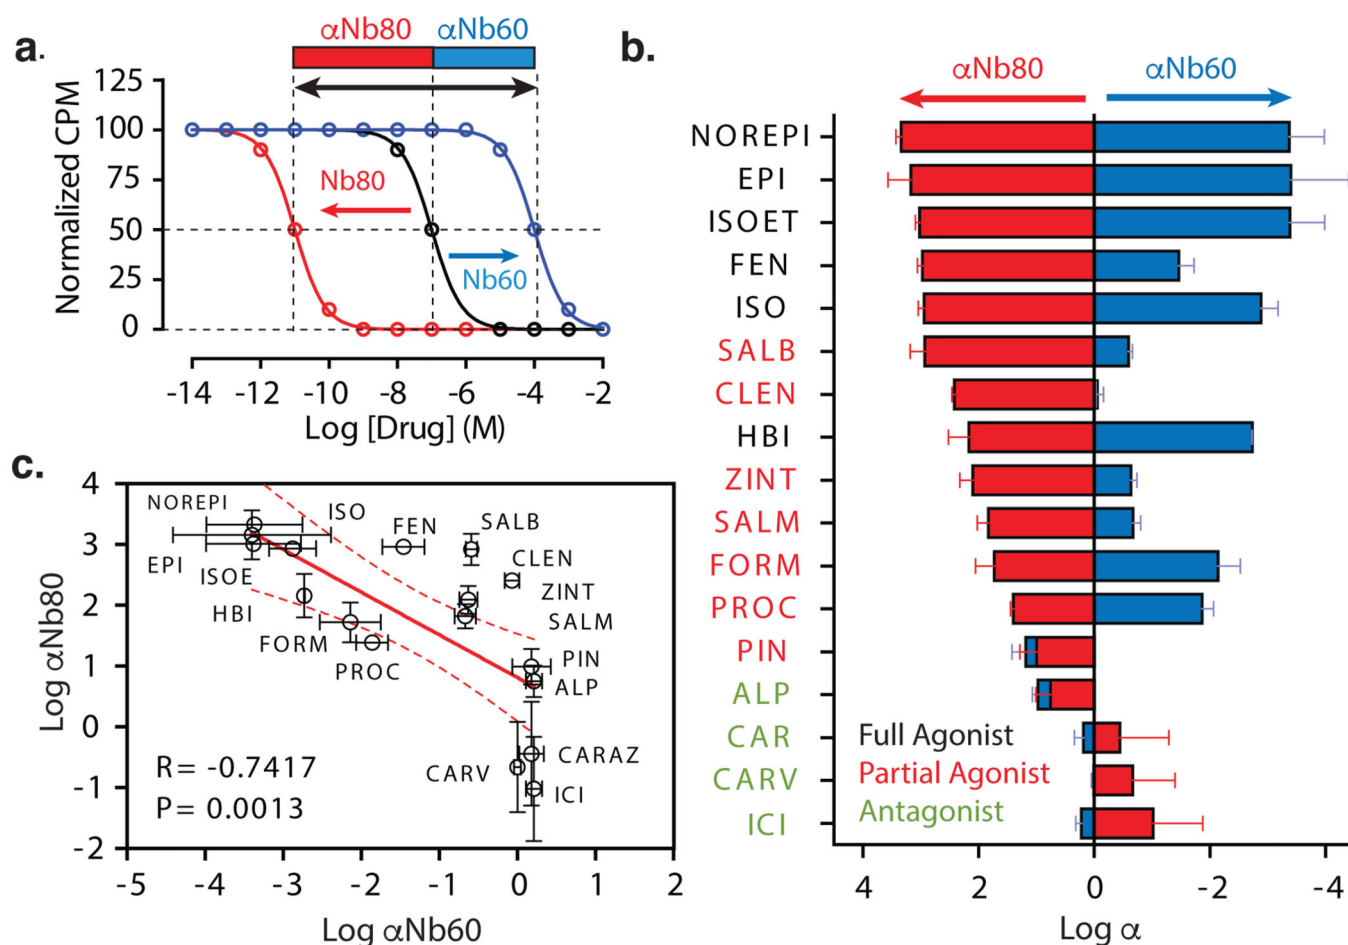 a.
αNb80 αNb60
Normalized CPM
125
100
75
50
25
0
Nb80
Nb60
-14 -12 -10 -8 -6 -4 -2
Log [Drug] (M)
b.
αNb80 αNb60
NOREPI
EPI
ISOET
FEN
ISO
SALB
CLEN
HBI
ZINT
SALM
FORM
PROC
PIN
ALP
CAR
CARV
ICI
Full Agonist
Partial Agonist
Antagonist
4 2 0 -2 -4
Log α
c.
Log αNb80
4
3
2
1
0
-1
-2
NOREPI
ISO
FEN
SALB
EPI
ISOE
CLEN
HBI
ZINT
FORM
SALM
PROC
PIN
ALP
CARV
CARAZ
ICI
R= -0.7417
P= 0.0013
-5 -4 -3 -2 -1 0 1 2
Log αNb60